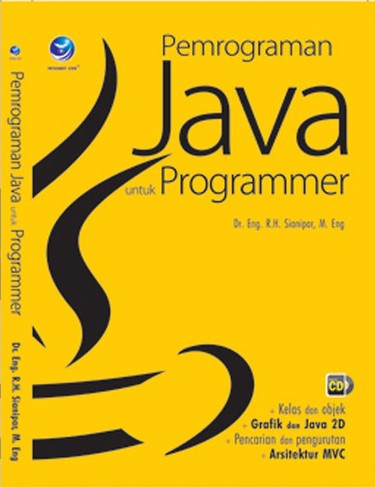 Pemrograman
Java
untuk Programmer
Dr. Eng. R.H. Sianipar, M. Eng
CD
+ Kelas dan objek
+ Grafik dan Java 2D
+ Pencarian dan pengurutan
+ Arsitektur MVC
Pemrograman Java untuk Programmer
Dr. Eng. R.H. Sianipar, M. Eng